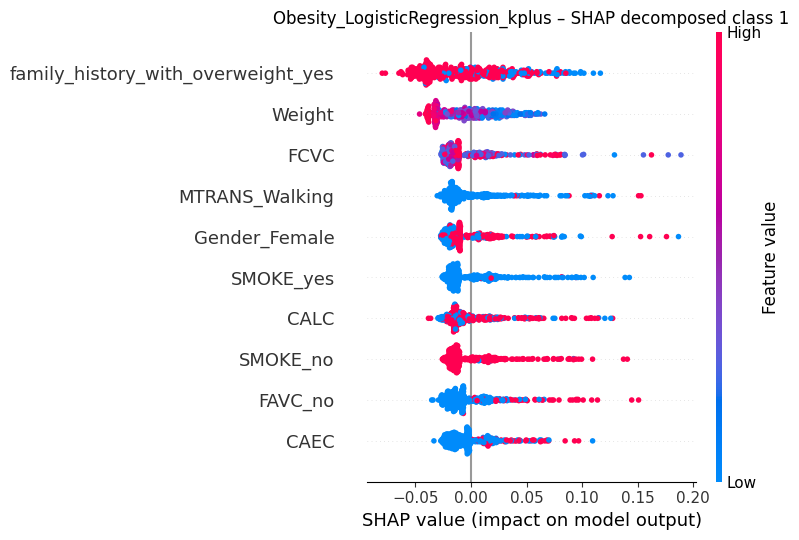 Obesity_LogisticRegression_kplus – SHAP decomposed class 1
High
family_history_with_overweight_yes
Weight
FCVC
MTRANS_Walking
Gender_Female
SMOKE_yes
CALC
SMOKE_no
FAVC_no
CAEC
Feature value
Low
−0.05 0.00 0.05 0.10 0.15 0.20
SHAP value (impact on model output)